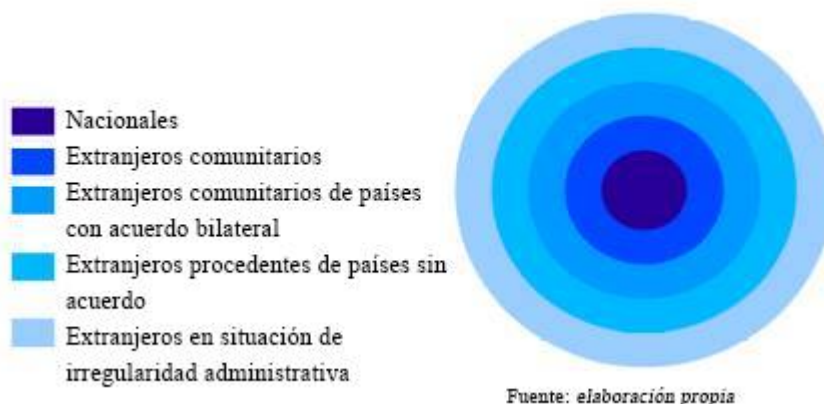 Nacionales
Extranjeros comunitarios
Extranjeros comunitarios de países
con acuerdo bilateral
Extranjeros procedentes de países sin
acuerdo
Extranjeros en situación de
irregularidad administrativa
Fuente: elaboración propia